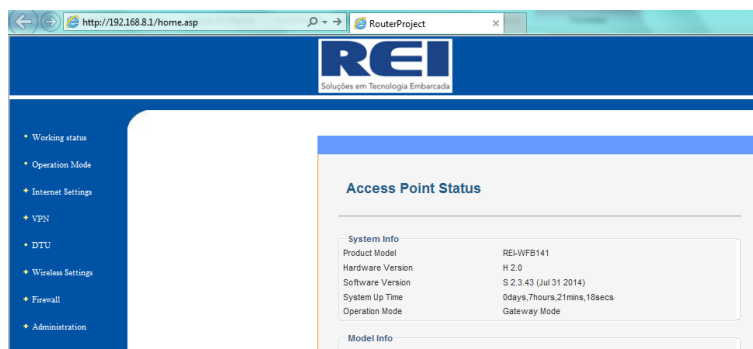 http://192.168.8.1/home.asp
RouterProject
REI
Soluções em Tecnologia Embarcada
Working status
Operation Mode
Internet Settings
VPN
DTU
Wireless Settings
Firewall
Administration
Access Point Status
System Info
Product Model REI-WFB141
Hardware Version H 2.0
Software Version S 2.3.43 (Jul 31 2014)
System Up Time 0days,7hours,21mins,18secs
Operation Mode Gateway Mode
Model Info